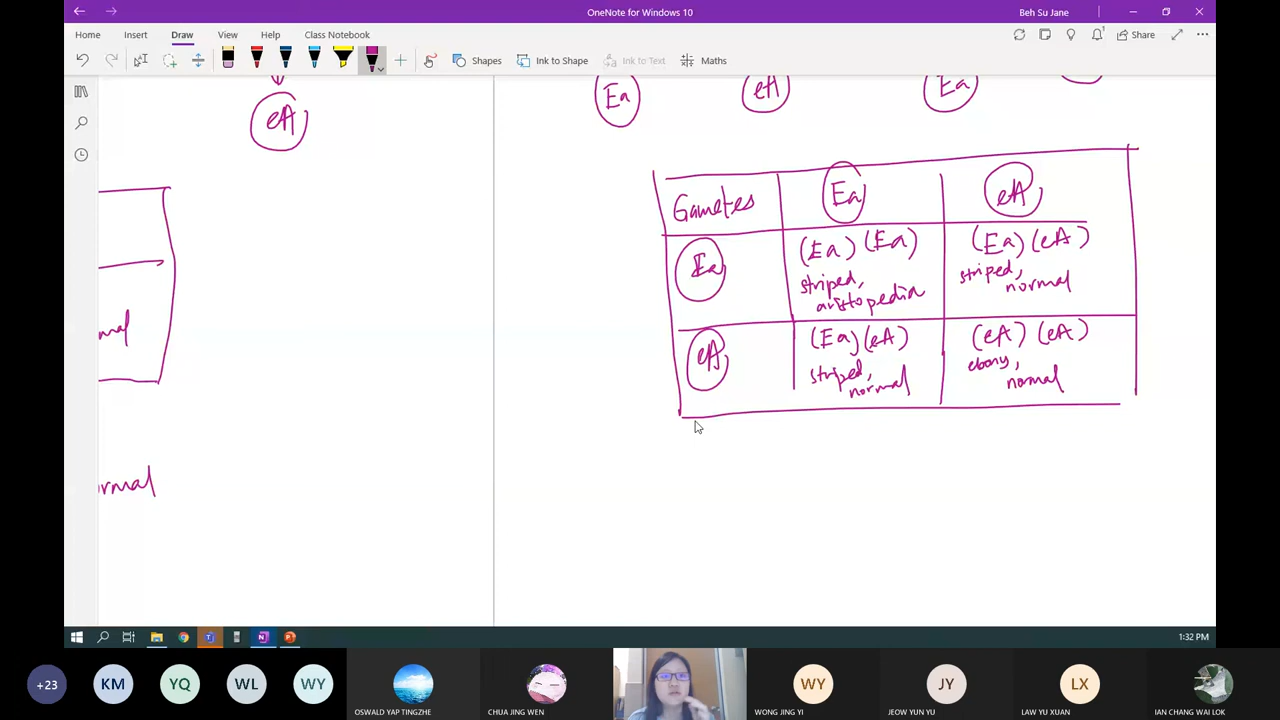 OneNote for Windows 10
Beh Su Jane
Home Insert Draw View Help Class Notebook
Share
Shapes Ink to Shape Ink to Text Maths
Ea eA Ea
eA
Gametes Ea eA
Ea (Ea) (Ea) (Ea) (eA)
striped, aristopedia striped, normal
eA (Ea) (eA) (eA) (eA)
striped, normal ebony, normal
mal
ormal
1:32 PM
+23 KM YQ WL WY WY JY LX
OSWALD YAP TINGZHE CHUA JING WEN WONG JING YI JEOW YUN YU LAW YU XUAN IAN CHANG WAI LOK